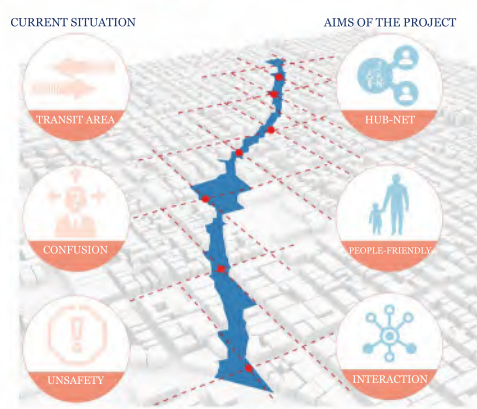 CURRENT SITUATION
TRANSIT AREA
CONFUSION
UNSAFETY
AIMS OF THE PROJECT
HUB-NET
PEOPLE-FRIENDLY
INTERACTION